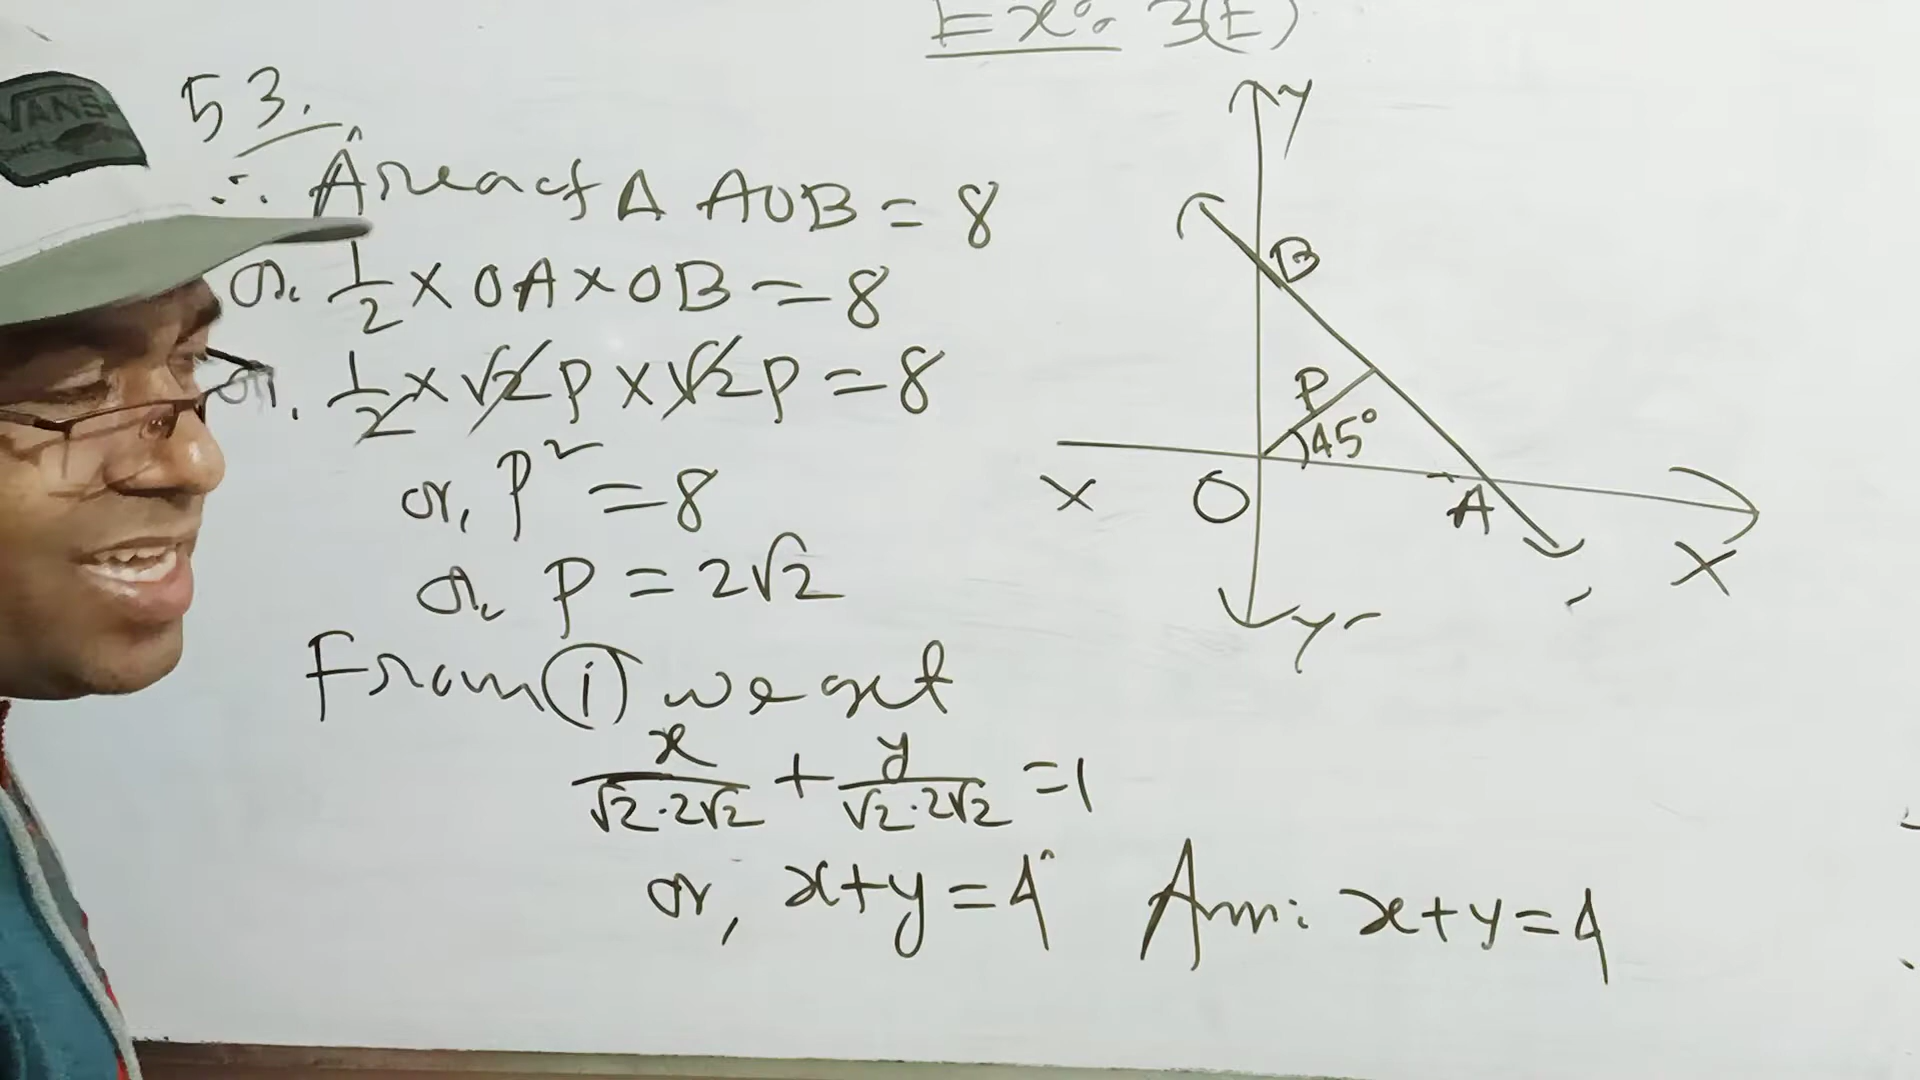 Ex: 3(E)
VANS
53.
∴ Area of Δ AOB = 8
or, 1/2 × OA × OB = 8
or, 1/2 × √2 P × √2 P = 8
or, P² = 8
or, P = 2√2
From (i) we get
x/(√2·2√2) + y/(√2·2√2) = 1
or, x+y = 4
Ans: x+y = 4
Y
B
P
45°
X
O
A
X
Y'